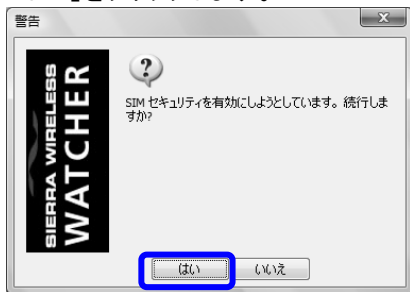 警告
SIERRA WIRELESS
WATCHER
SIM セキュリティを有効にしようとしています。続行しま
すか?
はい
いいえ